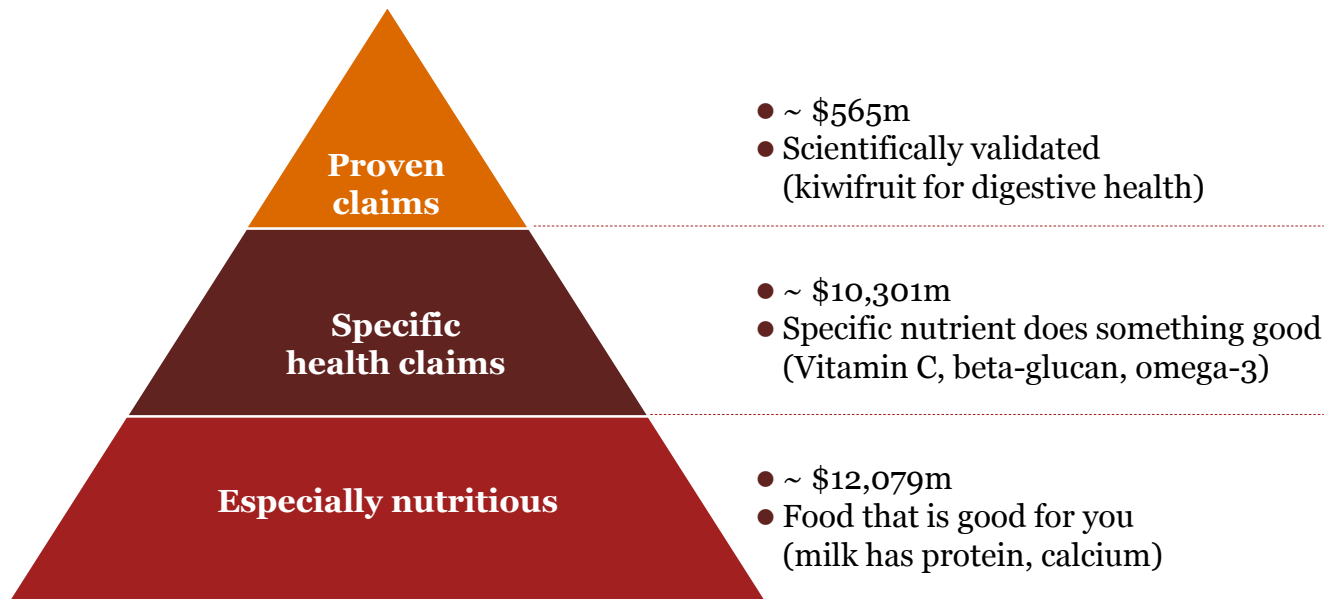 Proven
claims
● ~ $565m
● Scientifically validated
(kiwifruit for digestive health)
Specific
health claims
● ~ $10,301m
● Specific nutrient does something good
(Vitamin C, beta-glucan, omega-3)
Especially nutritious
● ~ $12,079m
● Food that is good for you
(milk has protein, calcium)